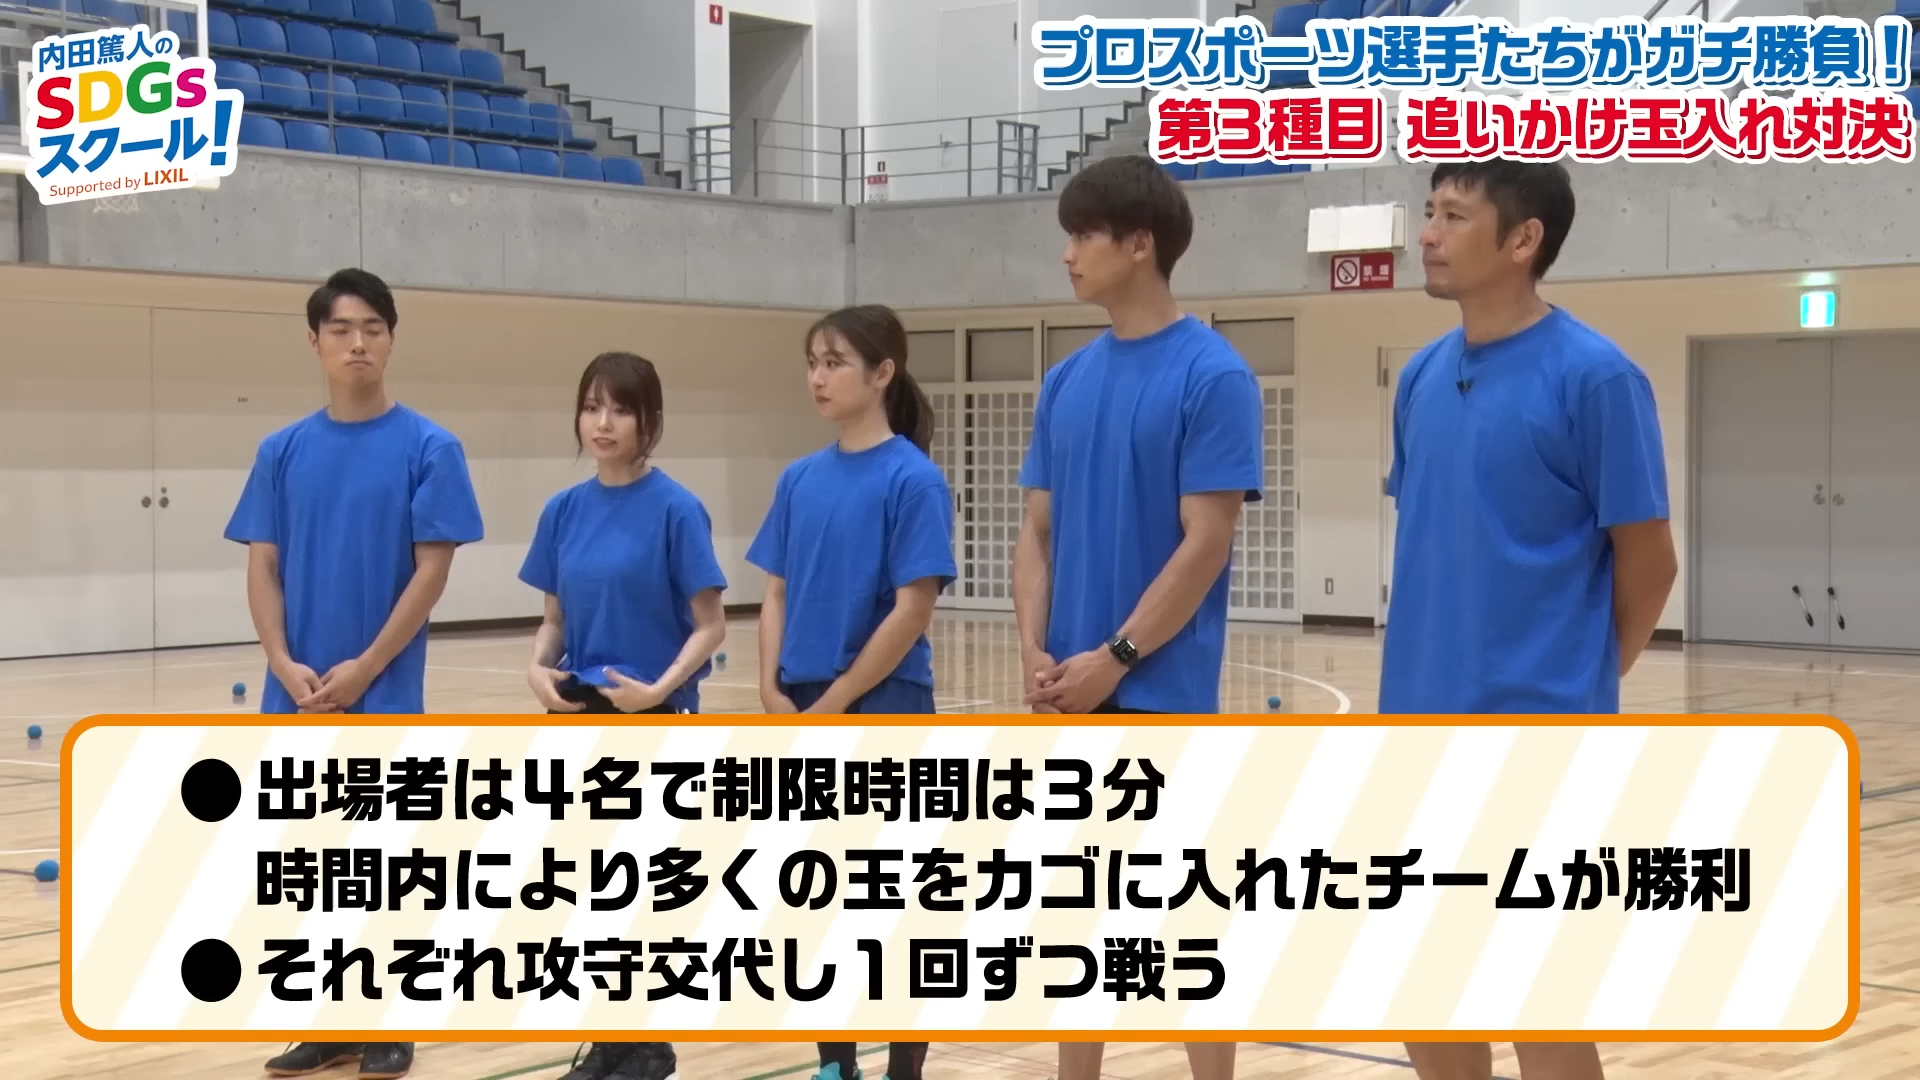 内田篤人の
SDGs
スクール!
Supported by LIXIL
プロスポーツ選手たちがガチ勝負!
第3種目 追いかけ玉入れ対決
禁煙
●出場者は4名で制限時間は3分
時間内により多くの玉をカゴに入れたチームが勝利
●それぞれ攻守交代し1回ずつ戦う